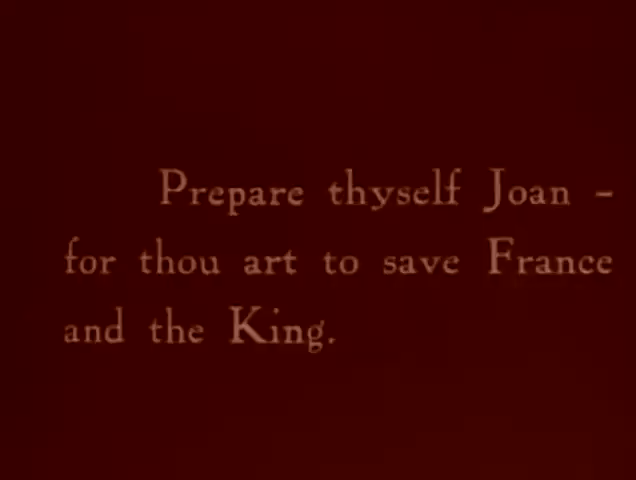 Prepare thyself Joan –
for thou art to save France
and the King.